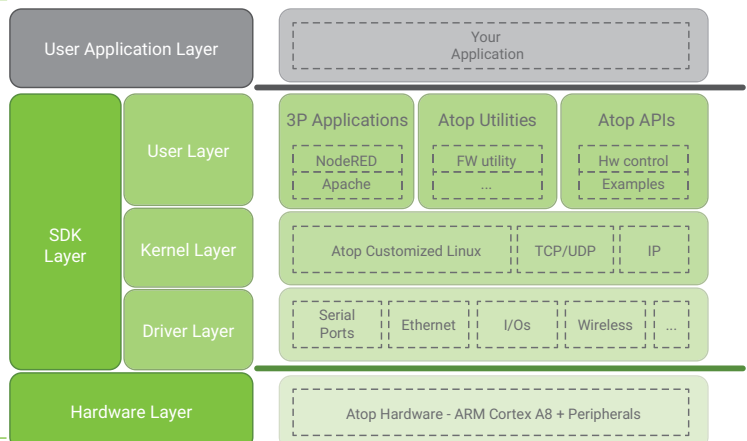 User Application Layer
Your
Application
SDK
Layer
User Layer
3P Applications
NodeRED
Apache
Atop Utilities
FW utility
...
Atop APIs
Hw control
Examples
Kernel Layer
Atop Customized Linux
TCP/UDP
IP
Driver Layer
Serial
Ports
Ethernet
I/Os
Wireless
...
Hardware Layer
Atop Hardware - ARM Cortex A8 + Peripherals